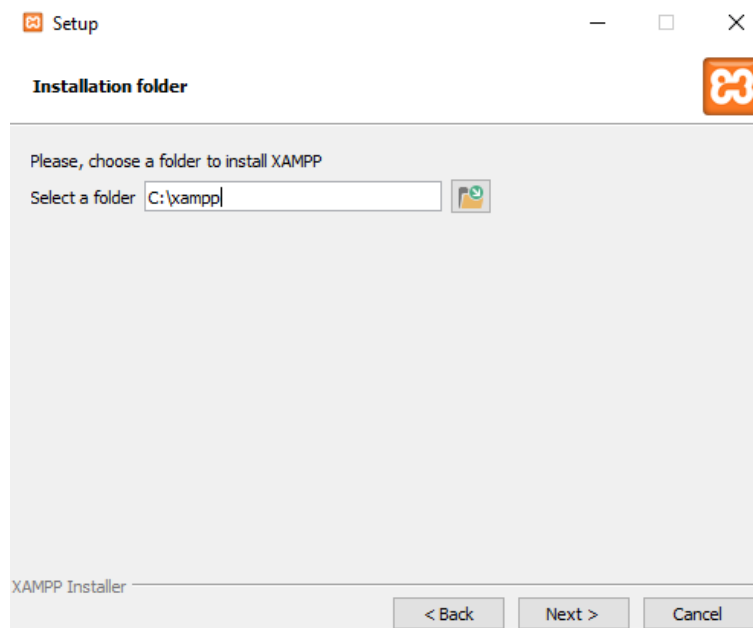 Setup
Installation folder
Please, choose a folder to install XAMPP
Select a folder C:\xampp
XAMPP Installer
< Back Next > Cancel